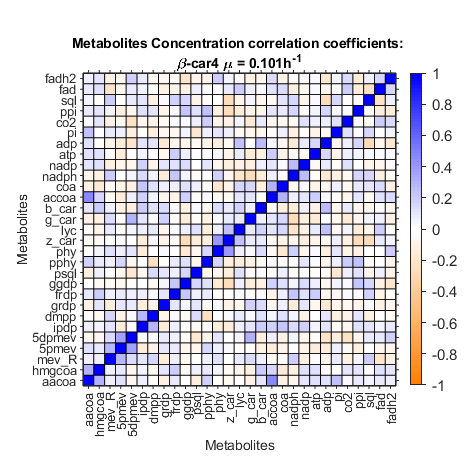 Metabolites Concentration correlation coefficients:
β-car4 μ = 0.101h⁻¹
fadh2
fad
sql
ppi
co2
pi
adp
atp
nadp
nadph
coa
accoa
b_car
g_car
lyc
z_car
phy
pphy
psql
ggdp
frdp
grdp
dmpp
ipdp
5dpmev
5pmev
mev_R
hmgcoa
aacoa
Metabolites
aacoa
hmgcoa
mev_R
5pmev
5dpmev
ipdp
dmpp
grdp
frdp
ggdp
psql
pphy
phy
z_car
lyc
g_car
b_car
accoa
coa
nadph
nadp
atp
adp
pi
co2
ppi
sql
fad
fadh2
Metabolites
1
0.8
0.6
0.4
0.2
0
-0.2
-0.4
-0.6
-0.8
-1